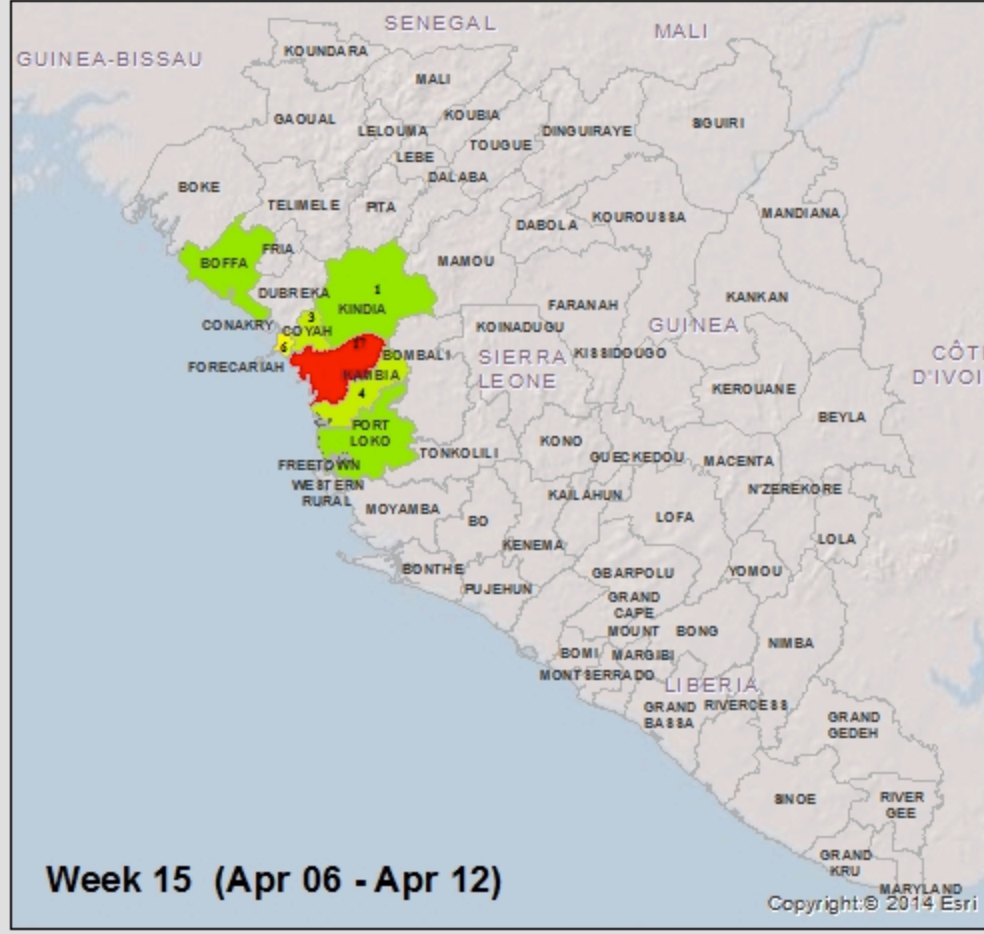 SENEGAL
MALI
GUINEA-BISSAU
KOUNDARA
MALI
GAOUAL
KOUBIA
LELOUMA
DINGUIRAYE
SIGUIRI
TOUGUE
LEBE
DALABA
BOKE
TELIMELE
PITA
DABOLA
KOUROUSSA
MANDIANA
FRIA
BOFFA
MAMOU
1
DUBREKA
KINDIA
FARANAH
KANKAN
3
CONAKRY
COYAH
KOINADUGU
GUINEA
6
17
BOMBALI
SIERRA
LEONE
KISSIDOUGO
CÔT
D'IVOI
FORECARIAH
KAMBIA
4
KEROUANE
BEYLA
PORT
LOKO
TONKOLILI
KONO
GUECKEDOU
MACENTA
FREETOWN
WESTERN
RURAL
MOYAMBA
KAILAHUN
N'ZEREKORE
BO
LOFA
LOLA
KENEMA
BONTHE
PUJEHUN
GBARPOLU
YOMOU
GRAND
CAPE
MOUNT
BONG
NIMBA
BOMI
MARGIBI
MONTSERRADO
LIBERIA
GRAND
BASSA
RIVERCESS
GRAND
GEDEH
SINOE
RIVER
GEE
GRAND
KRU
MARYLAND
Week 15 (Apr 06 - Apr 12)
Copyright:© 2014 Esri